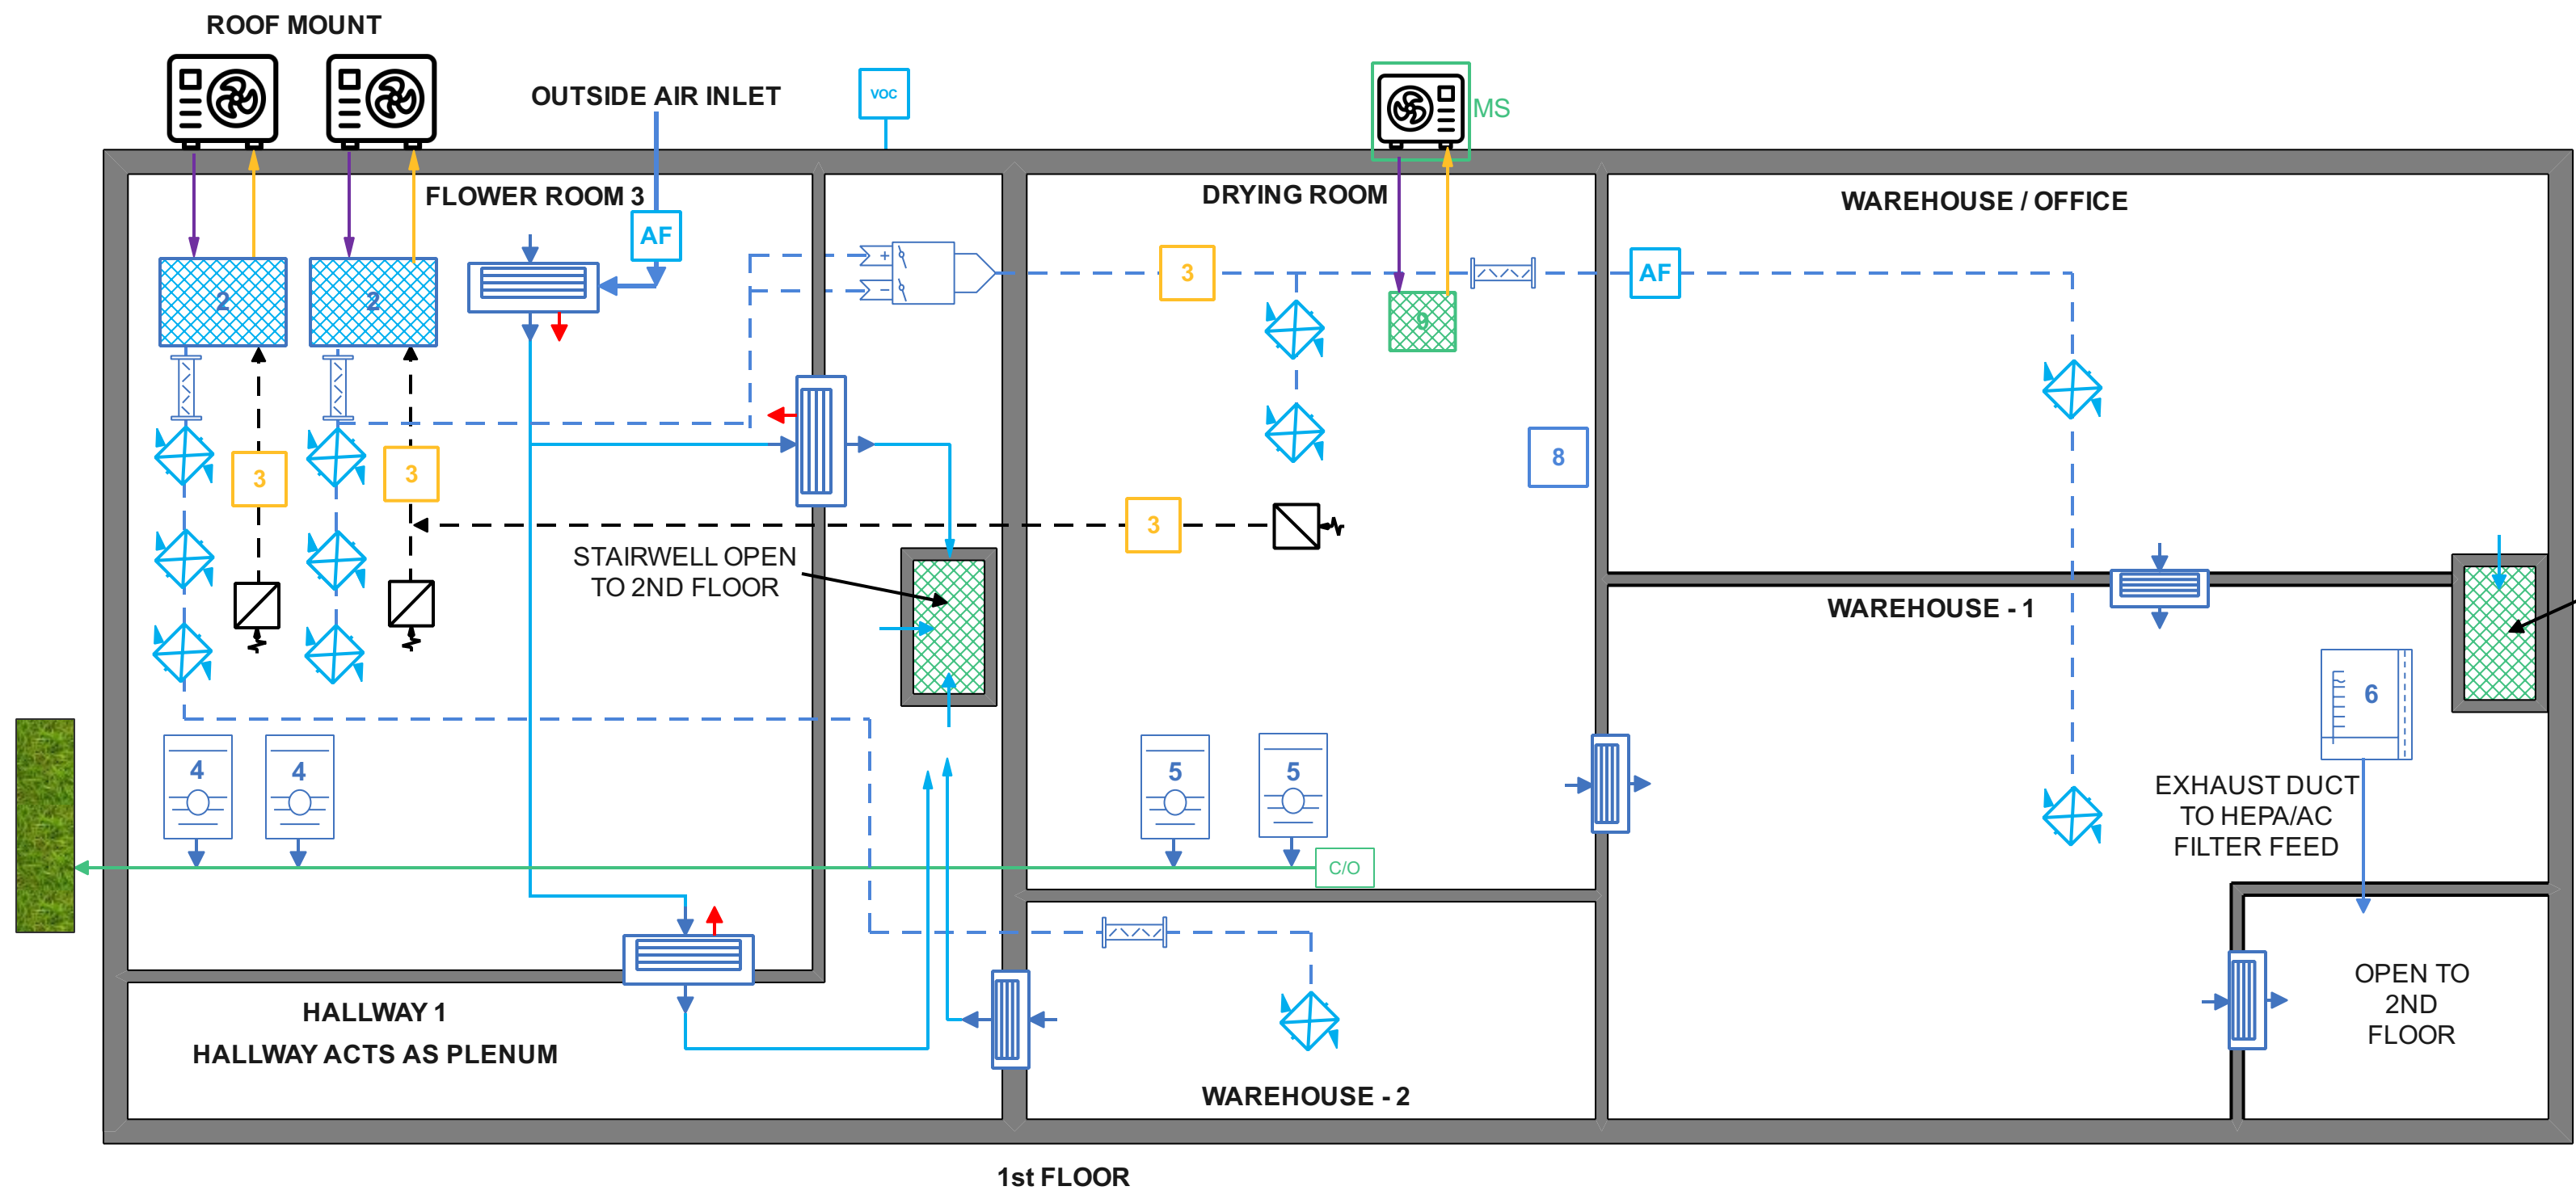 ROOF MOUNT
OUTSIDE AIR INLET
VOC
MS
FLOWER ROOM 3
DRYING ROOM
WAREHOUSE / OFFICE
AF
2
2
+
−
3
9
AF
3
3
8
3
STAIRWELL OPEN
TO 2ND FLOOR
WAREHOUSE - 1
6
4
4
5
5
EXHAUST DUCT
TO HEPA/AC
FILTER FEED
C/O
OPEN TO
2ND
FLOOR
HALLWAY 1
HALLWAY ACTS AS PLENUM
WAREHOUSE - 2
1st FLOOR